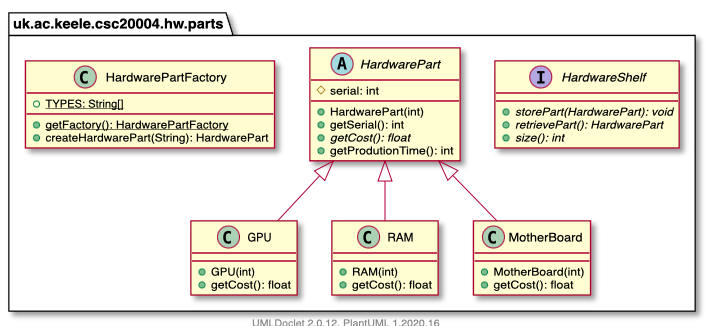 uk.ac.keele.csc20004.hw.parts
C HardwarePartFactory
TYPES: String[]
getFactory(): HardwarePartFactory
createHardwarePart(String): HardwarePart
A HardwarePart
serial: int
HardwarePart(int)
getSerial(): int
getCost(): float
getProdutionTime(): int
I HardwareShelf
storePart(HardwarePart): void
retrievePart(): HardwarePart
size(): int
C GPU
GPU(int)
getCost(): float
C RAM
RAM(int)
getCost(): float
C MotherBoard
MotherBoard(int)
getCost(): float
UMLDoclet 2.0.12, PlantUML 1.2020.16